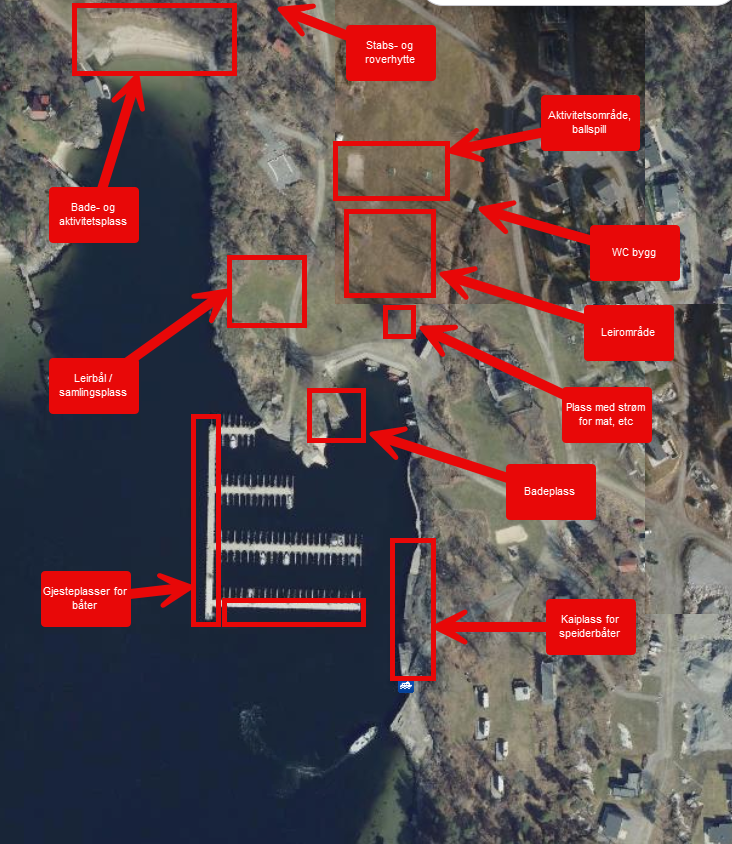 Stabs- og
roverhytte
Aktivitetsområde,
ballspill
Bade- og
aktivitetsplass
WC bygg
Leirområde
Leirbål /
samlingsplass
Plass med strøm
for mat, etc
Badeplass
Gjesteplasser for
båter
Kaiplass for
speiderbåter